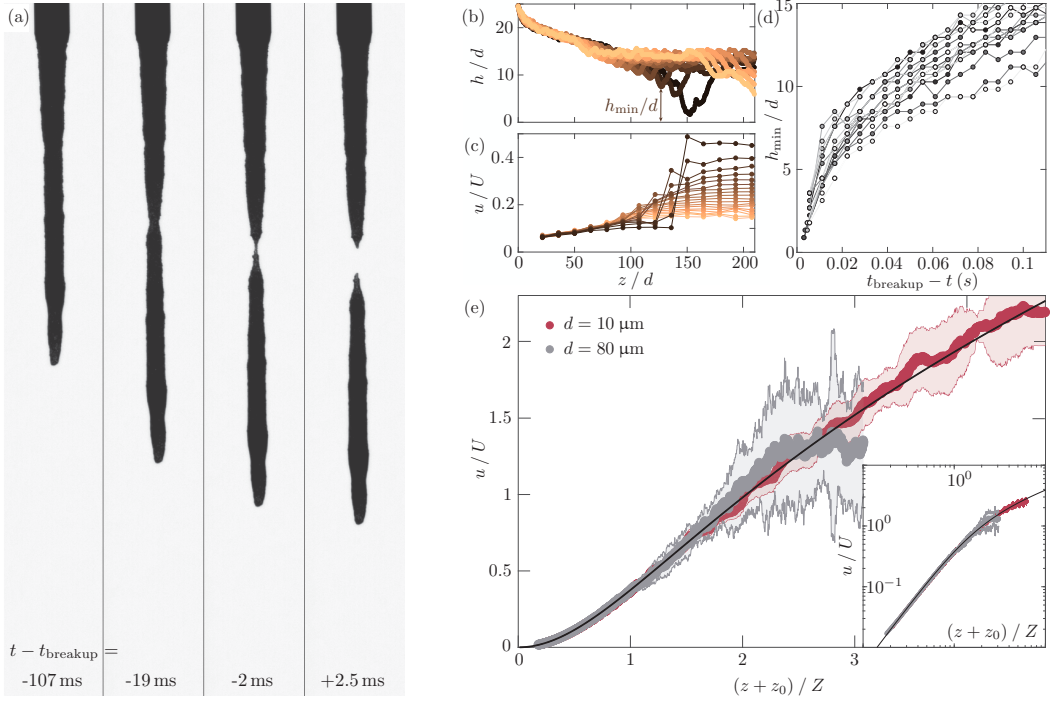 (a)
t − t_breakup =
-107 ms
-19 ms
-2 ms
+2.5 ms
(b)
h / d
20
10
0
h_min/d
(c)
u / U
0.4
0.2
0
0 50 100 150 200
z / d
(d)
h_min / d
15
10
5
0
0 0.02 0.04 0.06 0.08 0.1
t_breakup − t (s)
(e)
d = 10 μm
d = 80 μm
u / U
2
1.5
1
0.5
0
0 1 2 3
(z + z_0) / Z
10^0
u / U
10^0
10^{-1}
(z + z_0) / Z